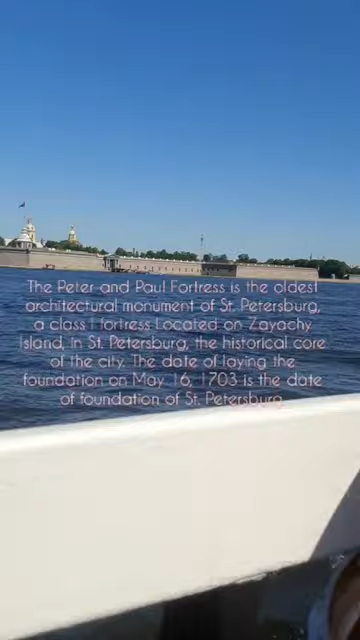 The Peter and Paul Fortress is the oldest
architectural monument of St. Petersburg,
a class I fortress Located on Zayachy
Island, in St. Petersburg, the historical core
of the city. The date of laying the
foundation on May 16, 1703 is the date
of foundation of St. Petersburg